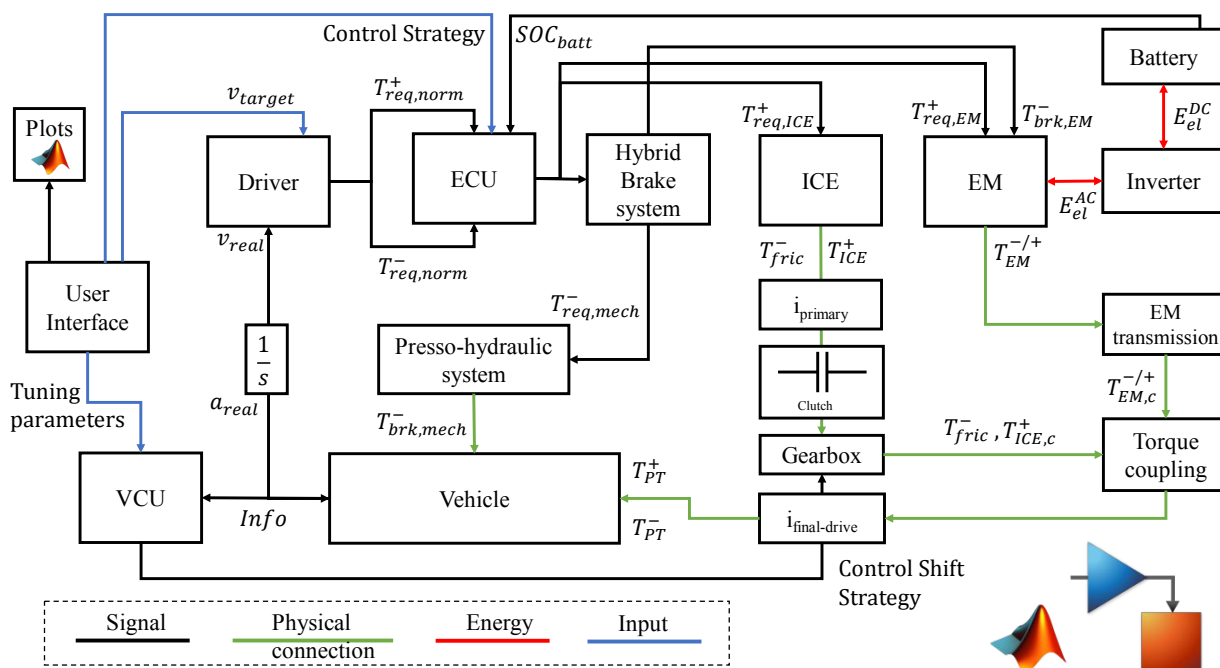 Control Strategy
SOC_batt
Battery
v_target
T^+_req,norm
T^+_req,ICE
T^+_req,EM
T^-_brk,EM
E^DC_el
Plots
Driver
ECU
Hybrid
Brake
system
ICE
EM
Inverter
E^AC_el
v_real
T^-_req,norm
T^-_fric
T^+_ICE
T^-/+_EM
User
Interface
T^-_req,mech
i_primary
EM
transmission
1
s
Presso-hydraulic
system
Tuning
parameters
a_real
Clutch
T^-/+_EM,c
T^-_brk,mech
T^-_fric , T^+_ICE,c
Gearbox
Torque
coupling
VCU
Info
Vehicle
T^+_PT
T^-_PT
i_final-drive
Control Shift
Strategy
Signal
Physical
connection
Energy
Input